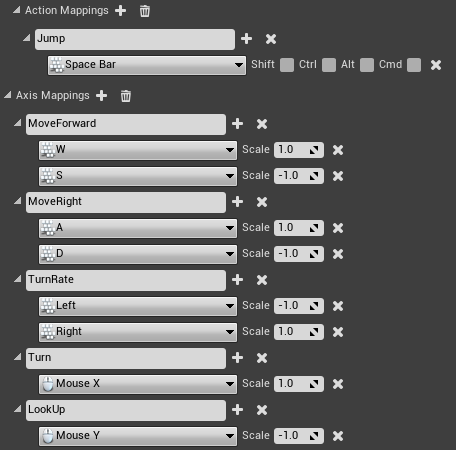 Action Mappings
Jump
Space Bar Shift Ctrl Alt Cmd
Axis Mappings
MoveForward
W Scale 1.0
S Scale -1.0
MoveRight
A Scale 1.0
D Scale -1.0
TurnRate
Left Scale -1.0
Right Scale 1.0
Turn
Mouse X Scale 1.0
LookUp
Mouse Y Scale -1.0